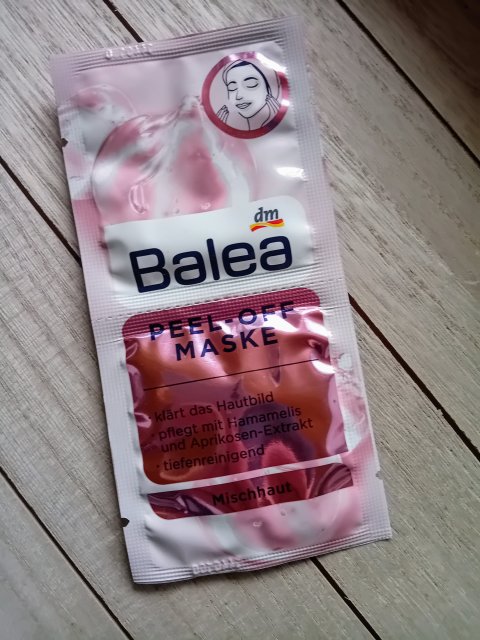 dm
Balea
PEEL-OFF
MASKE
klärt das Hautbild
· pflegt mit Hamamelis
und Aprikosen-Extrakt
· tiefenreinigend
Mischhaut